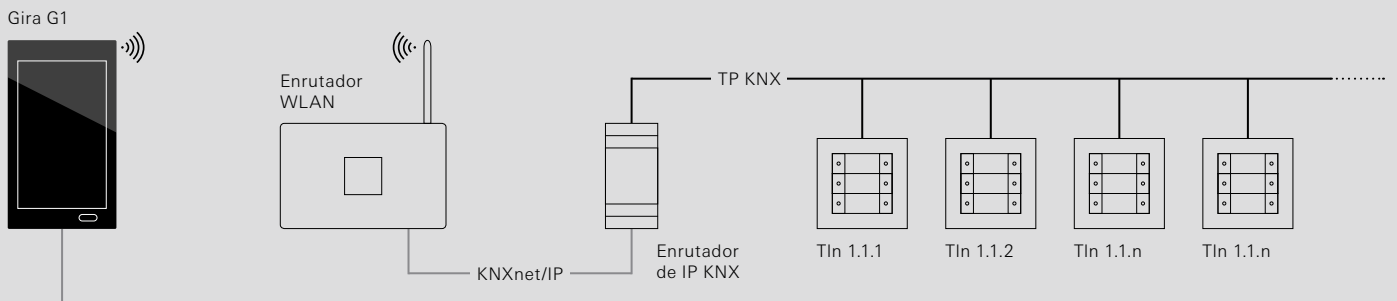 Gira G1
Enrutador
WLAN
TP KNX
KNXnet/IP
Enrutador
de IP KNX
Tln 1.1.1
Tln 1.1.2
Tln 1.1.n
Tln 1.1.n